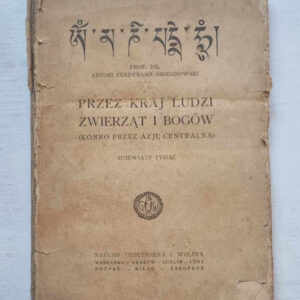 ཨོཾ་མ་ཎི་པདྨེ་ཧཱུྃ།
PROF. DR.
ANTONI FERDYNAND OSSENDOWSKI
PRZEZ KRAJ LUDZI
ZWIERZĄT I BOGÓW
(KONNO PRZEZ AZJĘ CENTRALNĄ)
DZIEWIĄTY TYSIĄC
NAKŁAD GEBETHNERA I WOLFFA
WARSZAWA – KRAKÓW – LUBLIN – ŁÓDŹ
POZNAŃ – WILNO – ZAKOPANE